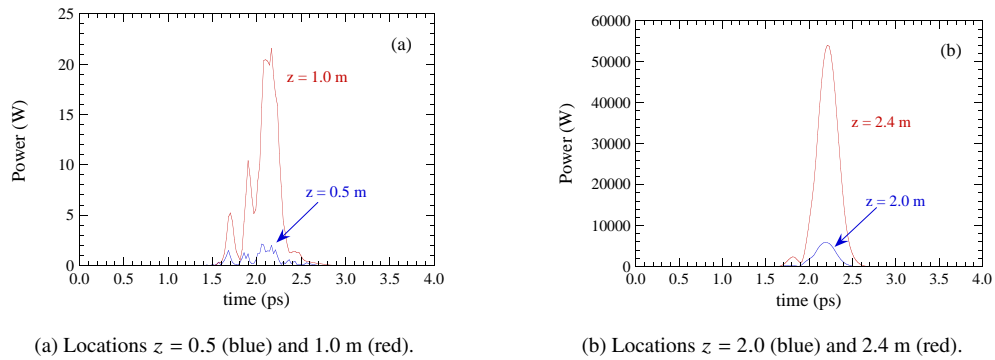 25
20
15
10
5
0
Power (W)
(a)
z = 1.0 m
z = 0.5 m
0.0 0.5 1.0 1.5 2.0 2.5 3.0 3.5 4.0
time (ps)
(a) Locations z = 0.5 (blue) and 1.0 m (red).
60000
50000
40000
30000
20000
10000
0
Power (W)
(b)
z = 2.4 m
z = 2.0 m
0.0 0.5 1.0 1.5 2.0 2.5 3.0 3.5 4.0
time (ps)
(b) Locations z = 2.0 (blue) and 2.4 m (red).